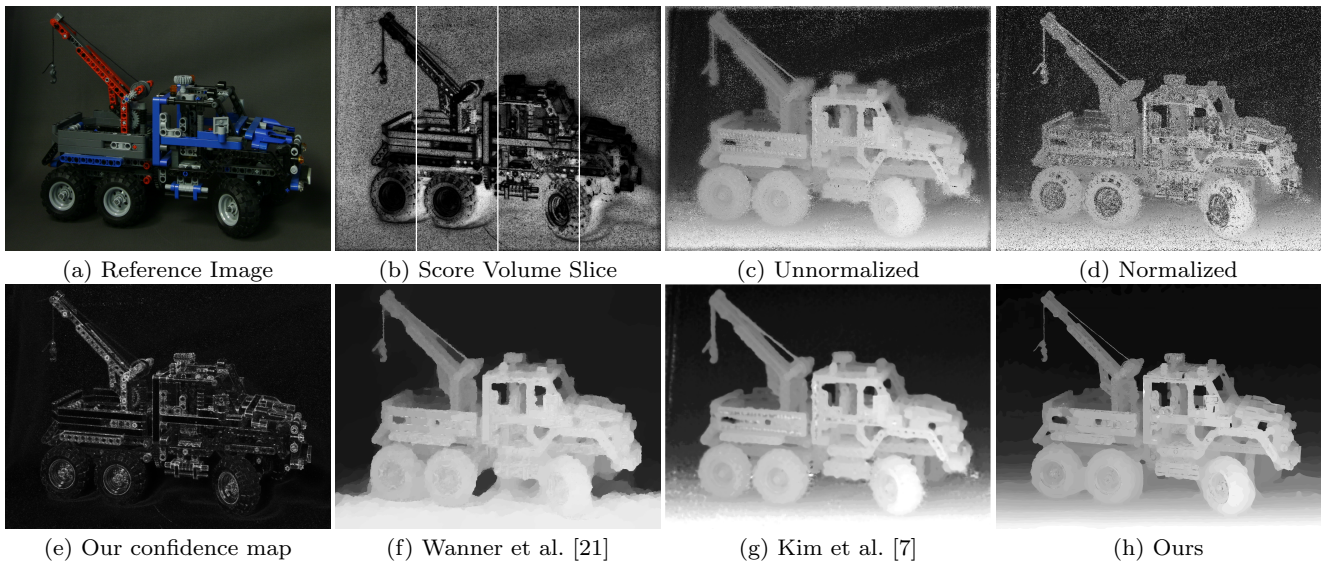 (a) Reference Image
(b) Score Volume Slice
(c) Unnormalized
(d) Normalized
(e) Our confidence map
(f) Wanner et al. [21]
(g) Kim et al. [7]
(h) Ours